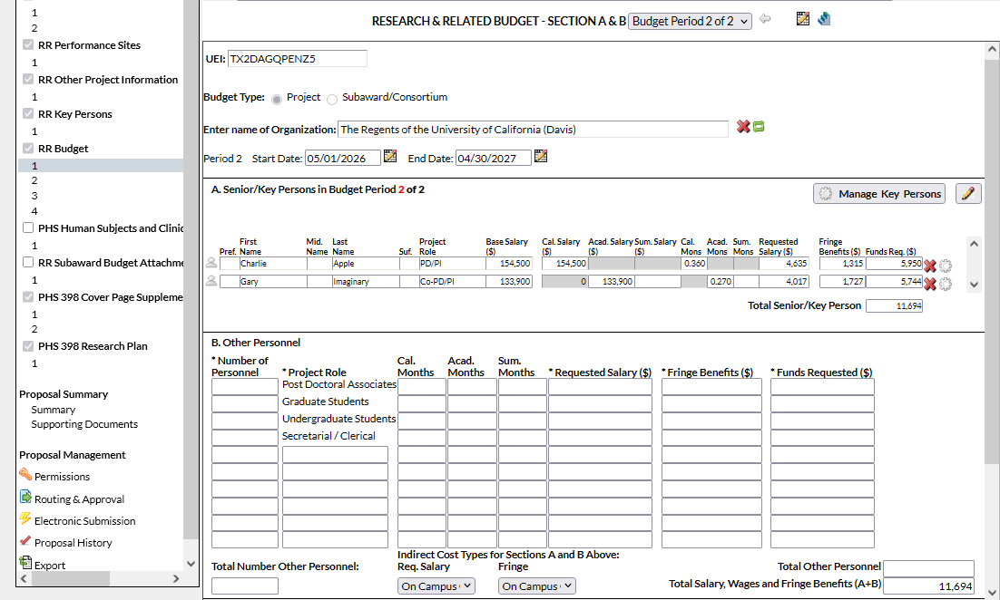 RESEARCH & RELATED BUDGET - SECTION A & B Budget Period 2 of 2
1
2
RR Performance Sites
1
RR Other Project Information
1
RR Key Persons
1
RR Budget
1
2
3
4
PHS Human Subjects and Clinic
1
RR Subaward Budget Attachme
1
PHS 398 Cover Page Suppleme
1
2
PHS 398 Research Plan
1
Proposal Summary
Summary
Supporting Documents
Proposal Management
Permissions
Routing & Approval
Electronic Submission
Proposal History
Export
UEI: TX2DAGQPENZ5
Budget Type: Project Subaward/Consortium
Enter name of Organization: The Regents of the University of California (Davis)
Period 2 Start Date: 05/01/2026 End Date: 04/30/2027
A. Senior/Key Persons in Budget Period 2 of 2
Manage Key Persons
First Mid. Last Project Base Salary Cal. Salary Acad. Salary Sum. Salary Cal. Acad. Sum. Requested Fringe
Pref. Name Name Name Suf. Role ($) ($) ($) ($) Mons Mons Mons Salary ($) Benefits ($) Funds Req. ($)
Charlie Apple PD/PI 154,500 154,500 0.360 4,635 1,315 5,950
Gary Imaginary Co-PD/PI 133,900 0 133,900 0.270 4,017 1,727 5,744
Total Senior/Key Person 11,694
B. Other Personnel
* Number of Cal. Acad. Sum.
Personnel * Project Role Months Months Months * Requested Salary ($) * Fringe Benefits ($) * Funds Requested ($)
Post Doctoral Associates
Graduate Students
Undergraduate Students
Secretarial / Clerical
Indirect Cost Types for Sections A and B Above:
Total Number Other Personnel: Req. Salary Fringe Total Other Personnel
On Campus On Campus Total Salary, Wages and Fringe Benefits (A+B) 11,694